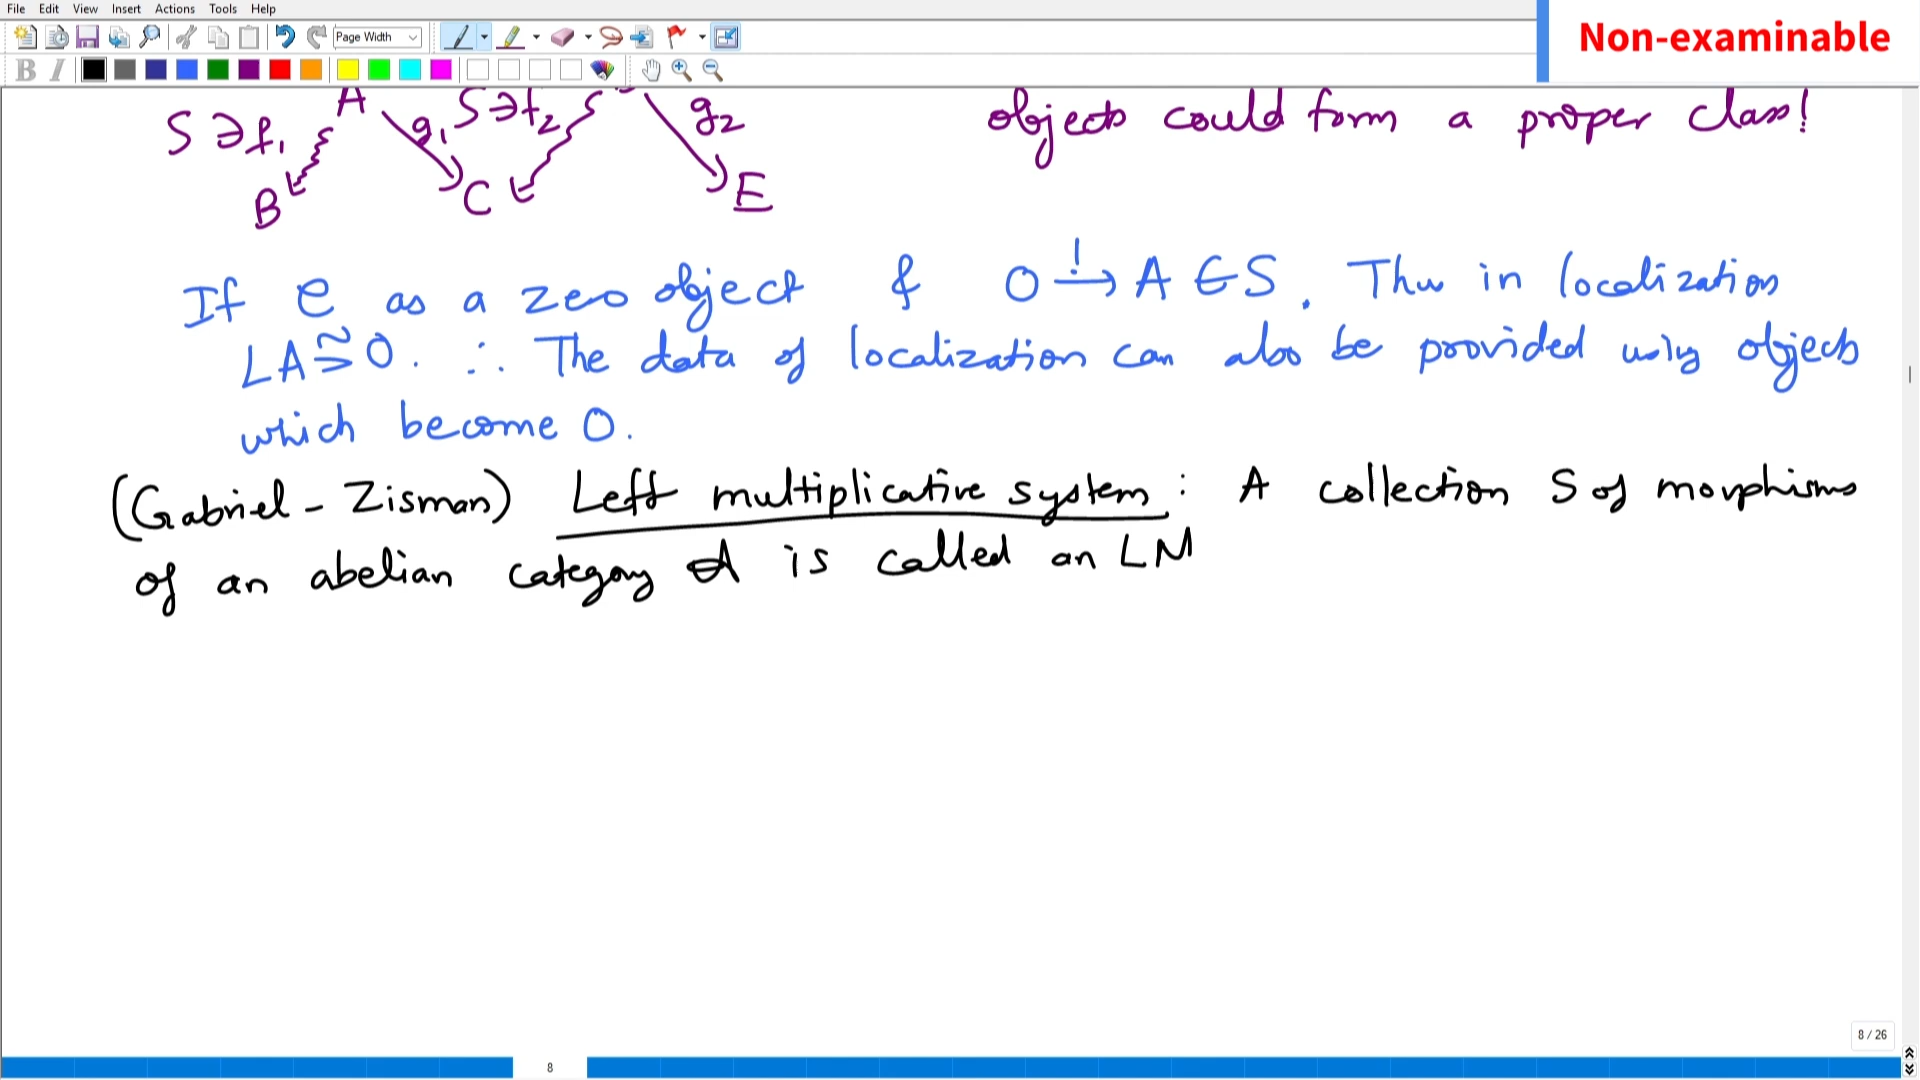 File Edit View Insert Actions Tools Help
Non-examinable
Page Width
B I
S ∋ f₁ A g₁ S ∋ f₂ g₂ objects could form a proper class!
B C E
If C as a zero object & 0 →! A ∈ S. Thus in localization
LA ≅ 0. ∴ The data of localization can also be provided using objects
which become 0.
(Gabriel - Zisman) Left multiplicative system : A collection S of morphisms
of an abelian category A is called an LM
8 / 26
8